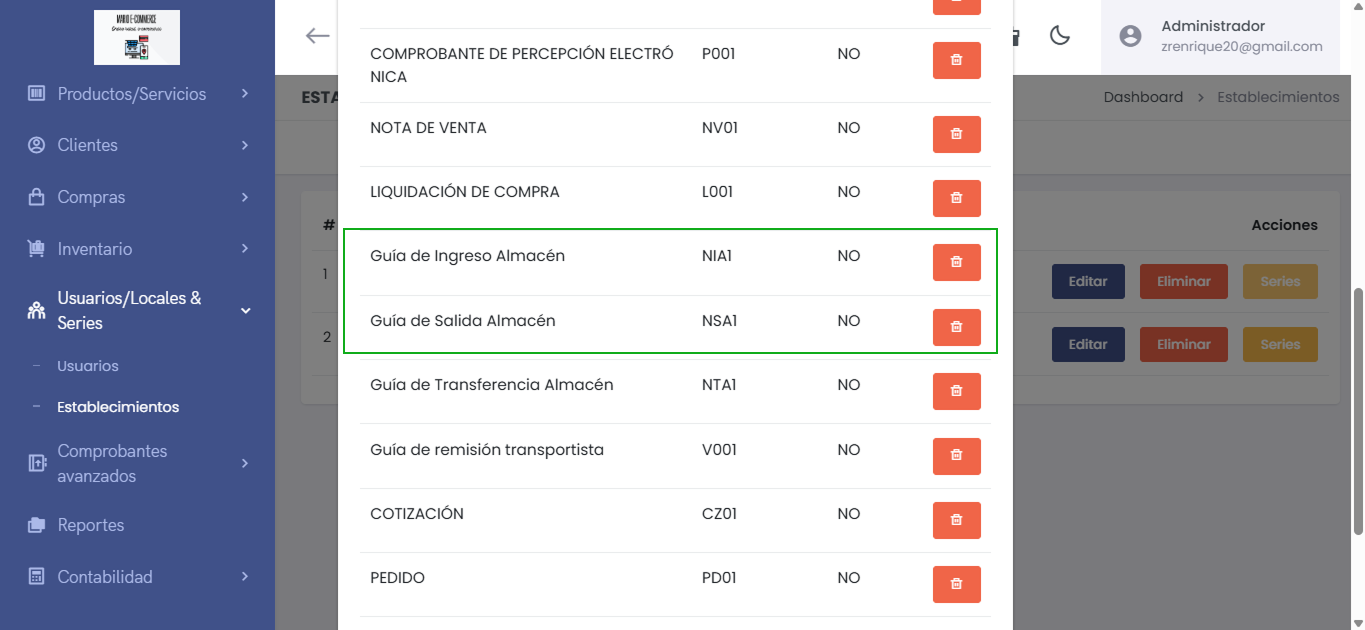 MARIO E-COMMERCE
Productos/Servicios
Clientes
Compras
Inventario
Usuarios/Locales &
Series
Usuarios
Establecimientos
Comprobantes
avanzados
Reportes
Contabilidad
Administrador
zrenrique20@gmail.com
ESTA
Dashboard > Establecimientos
# Acciones
1 Editar Eliminar Series
2 Editar Eliminar Series
COMPROBANTE DE PERCEPCIÓN ELECTRÓ P001 NO
NICA
NOTA DE VENTA NV01 NO
LIQUIDACIÓN DE COMPRA L001 NO
Guía de Ingreso Almacén NIA1 NO
Guía de Salida Almacén NSA1 NO
Guía de Transferencia Almacén NTA1 NO
Guía de remisión transportista V001 NO
COTIZACIÓN CZ01 NO
PEDIDO PD01 NO